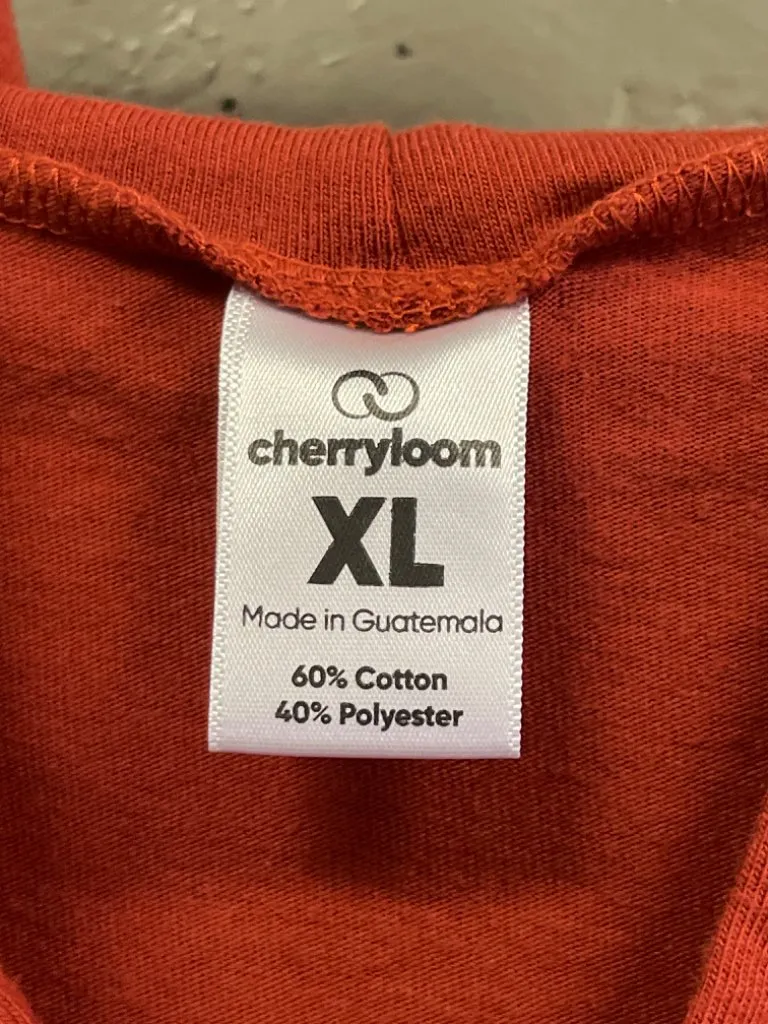 cherryloom
XL
Made in Guatemala
60% Cotton
40% Polyester